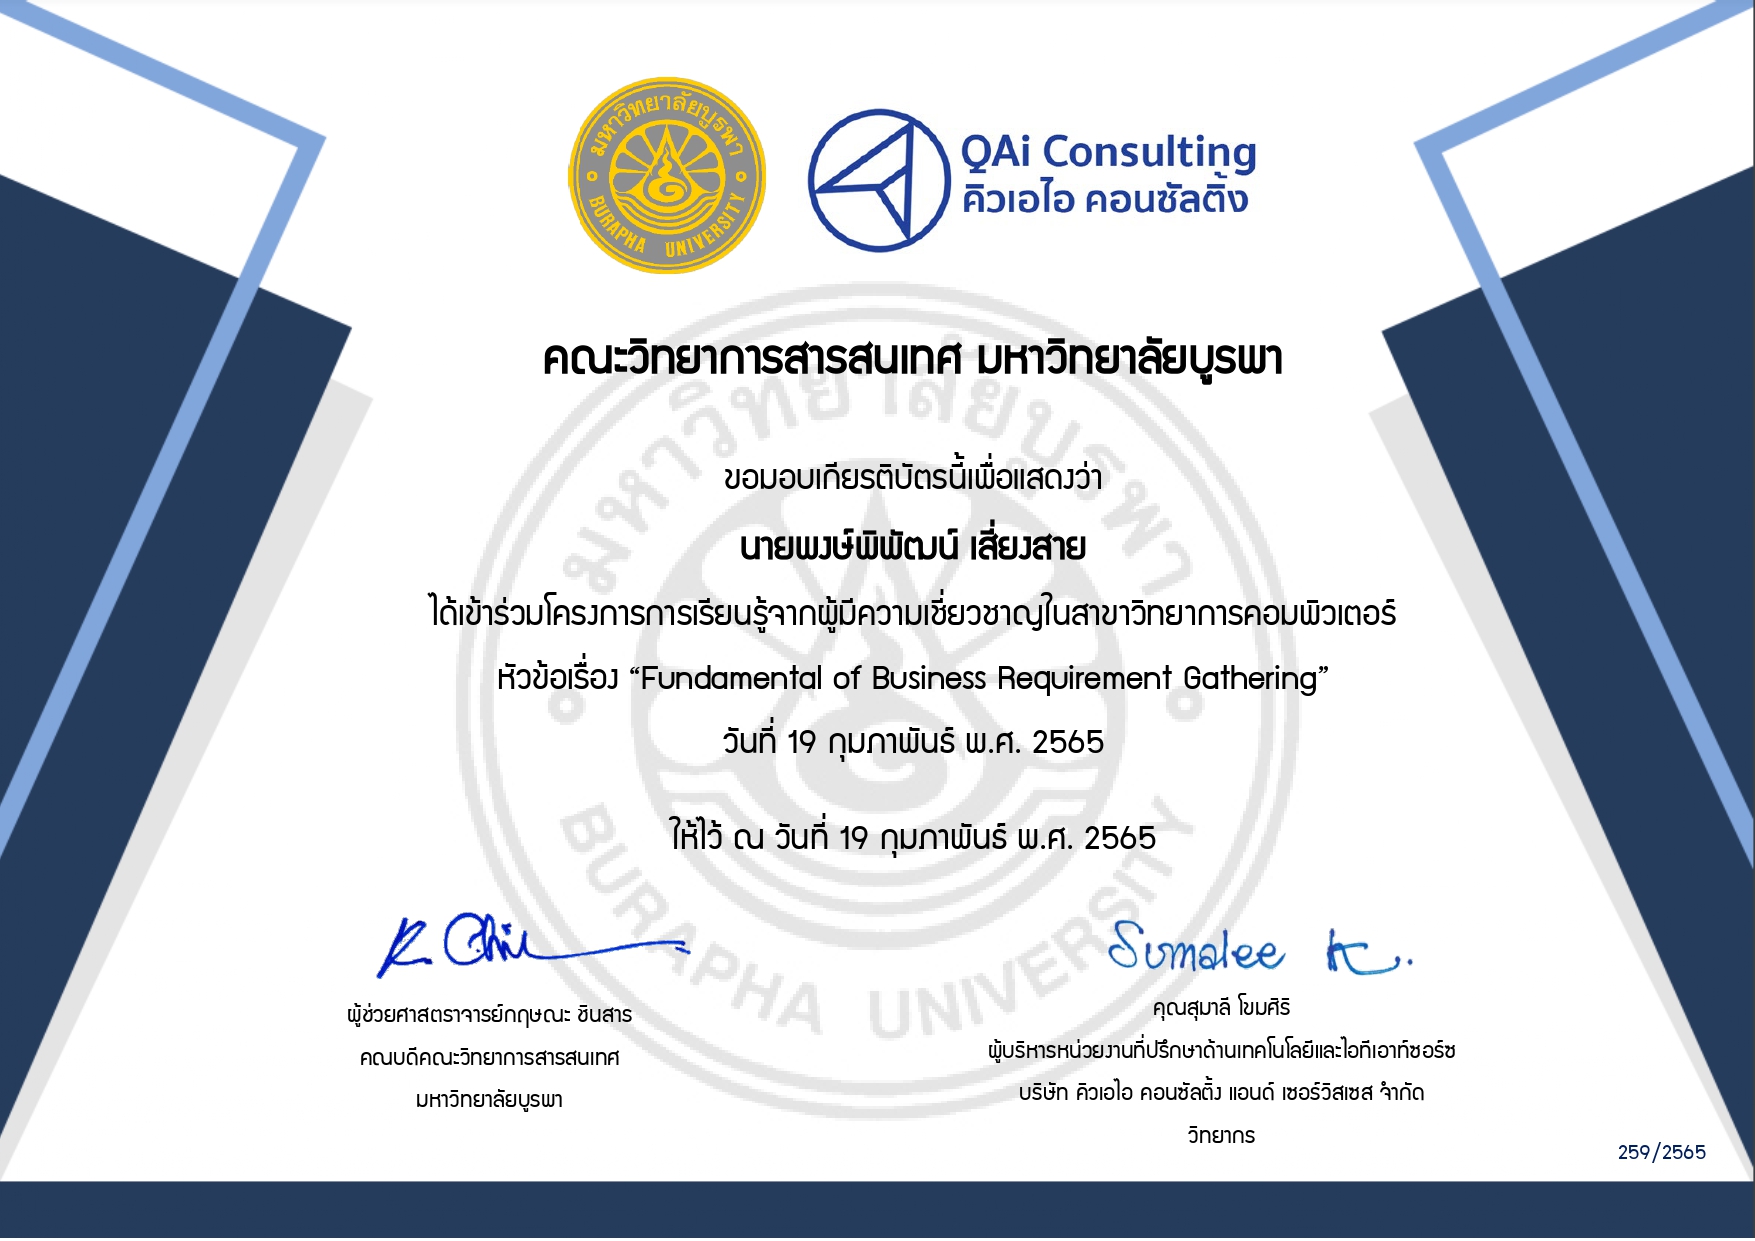 มหาวิทยาลัยบูรพา
BURAPHA UNIVERSITY
QAi Consulting
คิวเอไอ คอนซัลติ้ง
คณะวิทยาการสารสนเทศ มหาวิทยาลัยบูรพา
ขอมอบเกียรติบัตรนี้เพื่อแสดงว่า
นายพงษ์พิพัฒน์ เสี่ยงสาย
ได้เข้าร่วมโครงการการเรียนรู้จากผู้มีความเชี่ยวชาญในสาขาวิทยาการคอมพิวเตอร์
หัวข้อเรื่อง “Fundamental of Business Requirement Gathering”
วันที่ 19 กุมภาพันธ์ พ.ศ. 2565
ให้ไว้ ณ วันที่ 19 กุมภาพันธ์ พ.ศ. 2565
มหาวิทยาลัยบูรพา
BURAPHA UNIVERSITY
Sumalee K.
ผู้ช่วยศาสตราจารย์กฤษณะ ชินสาร
คณบดีคณะวิทยาการสารสนเทศ
มหาวิทยาลัยบูรพา
คุณสุมาลี โขมศิริ
ผู้บริหารหน่วยงานที่ปรึกษาด้านเทคโนโลยีและไอทีเอาท์ซอร์ซ
บริษัท คิวเอไอ คอนซัลติ้ง แอนด์ เซอร์วิสเซส จำกัด
วิทยากร
259/2565